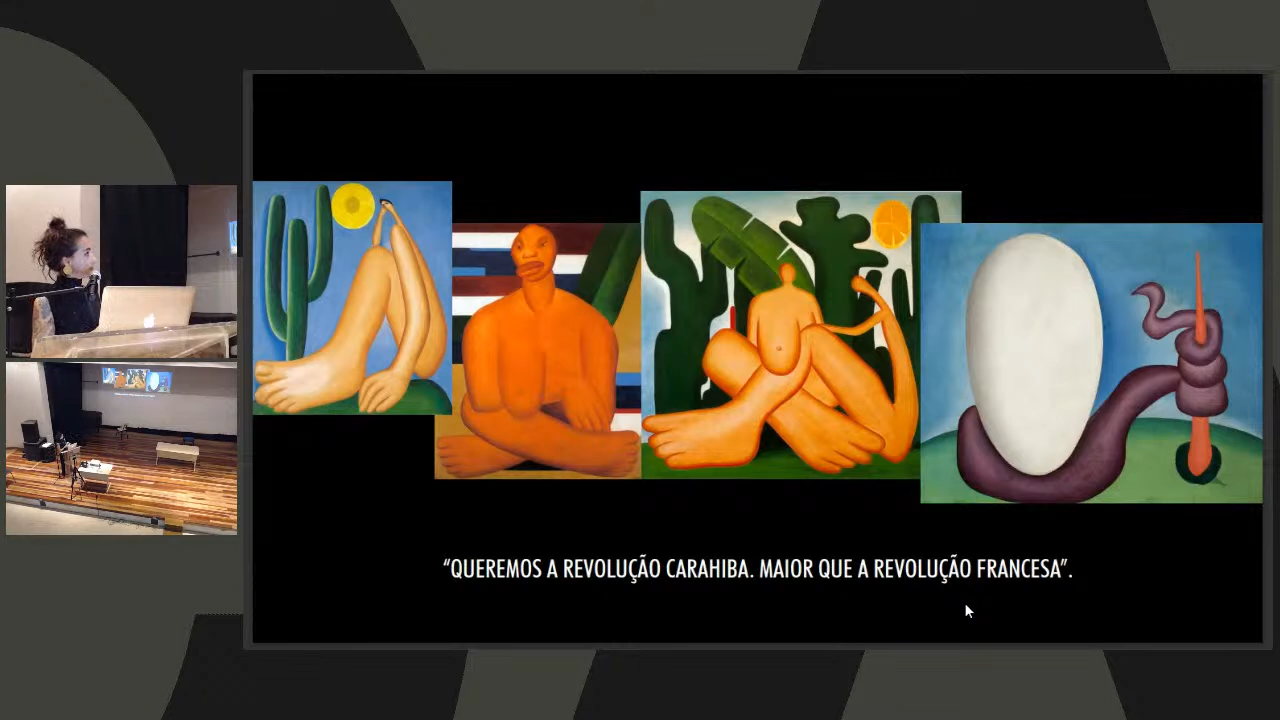 “QUEREMOS A REVOLUÇÃO CARAHIBA. MAIOR QUE A REVOLUÇÃO FRANCESA”.